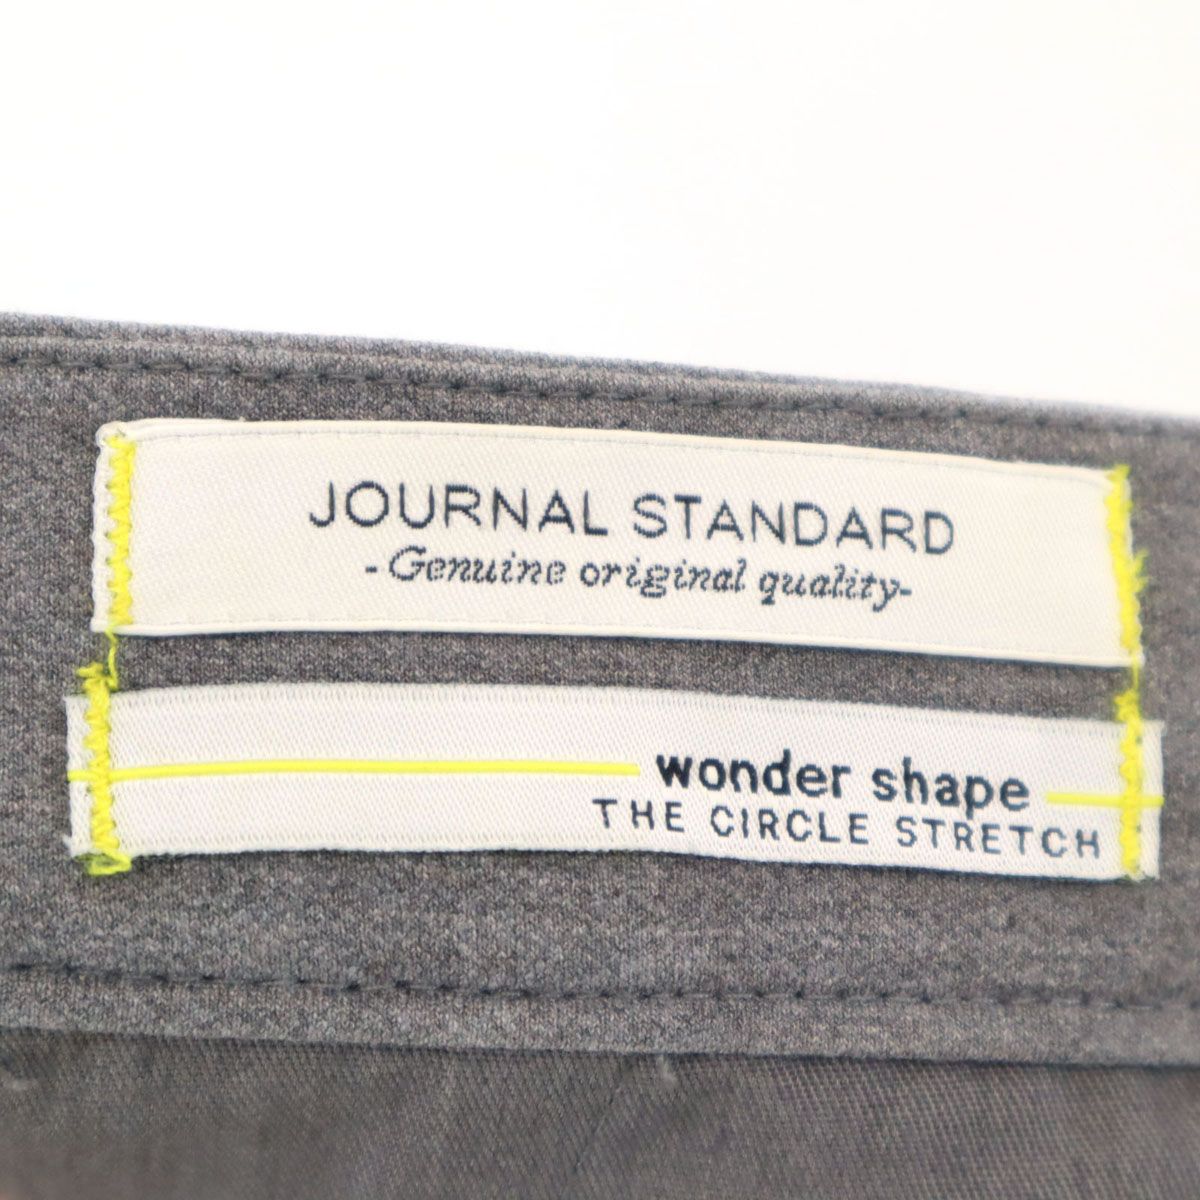 JOURNAL STANDARD
-Genuine original quality-
wonder shape
THE CIRCLE STRETCH